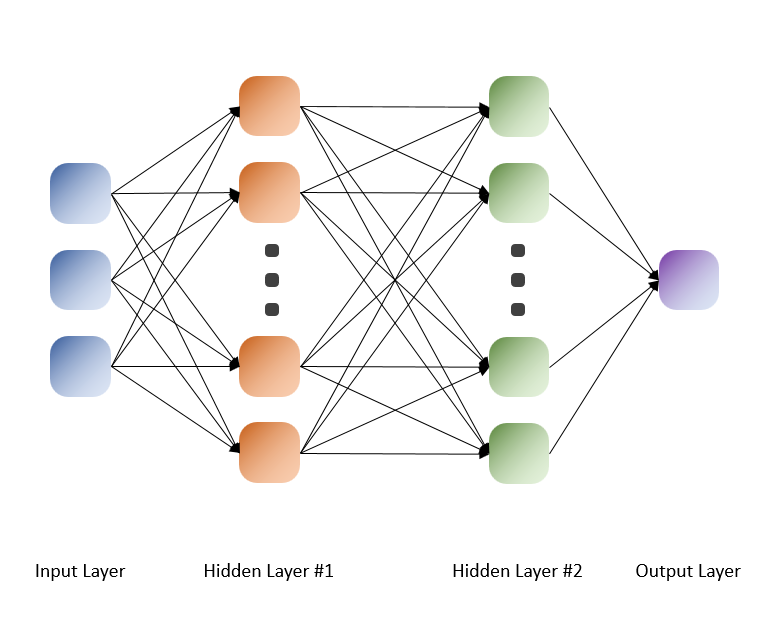 Input Layer
Hidden Layer #1
Hidden Layer #2
Output Layer